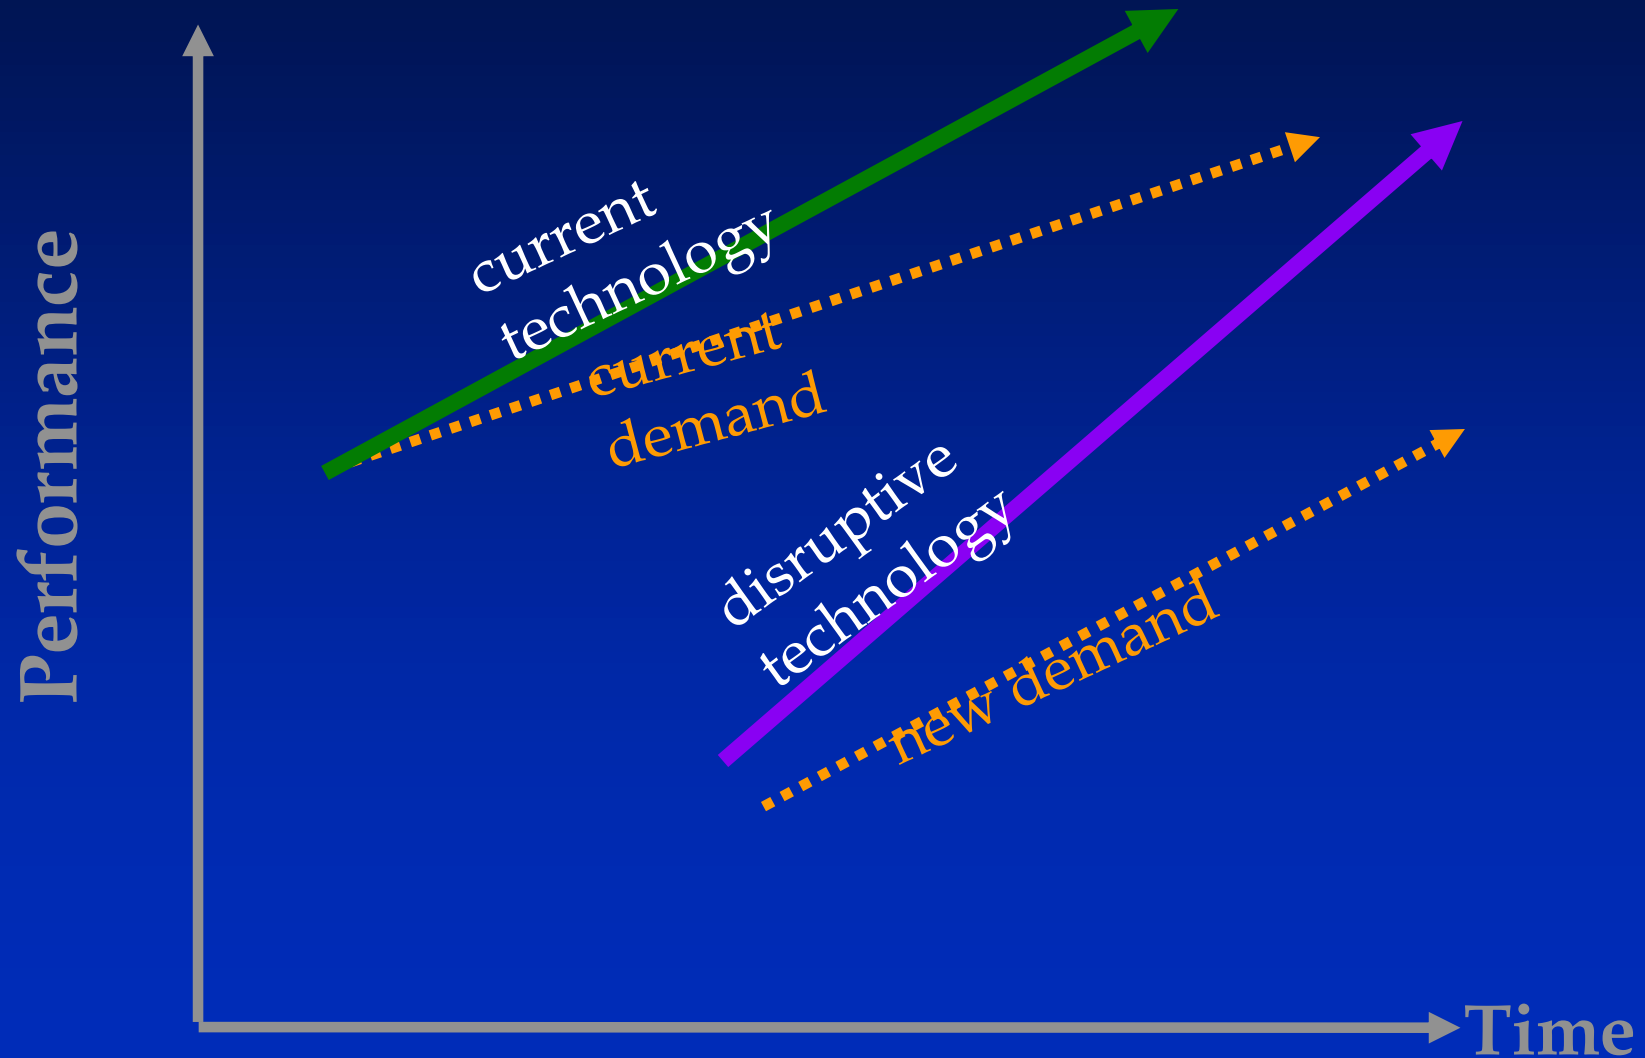 Performance
current
technology
current
demand
disruptive
technology
new demand
Time